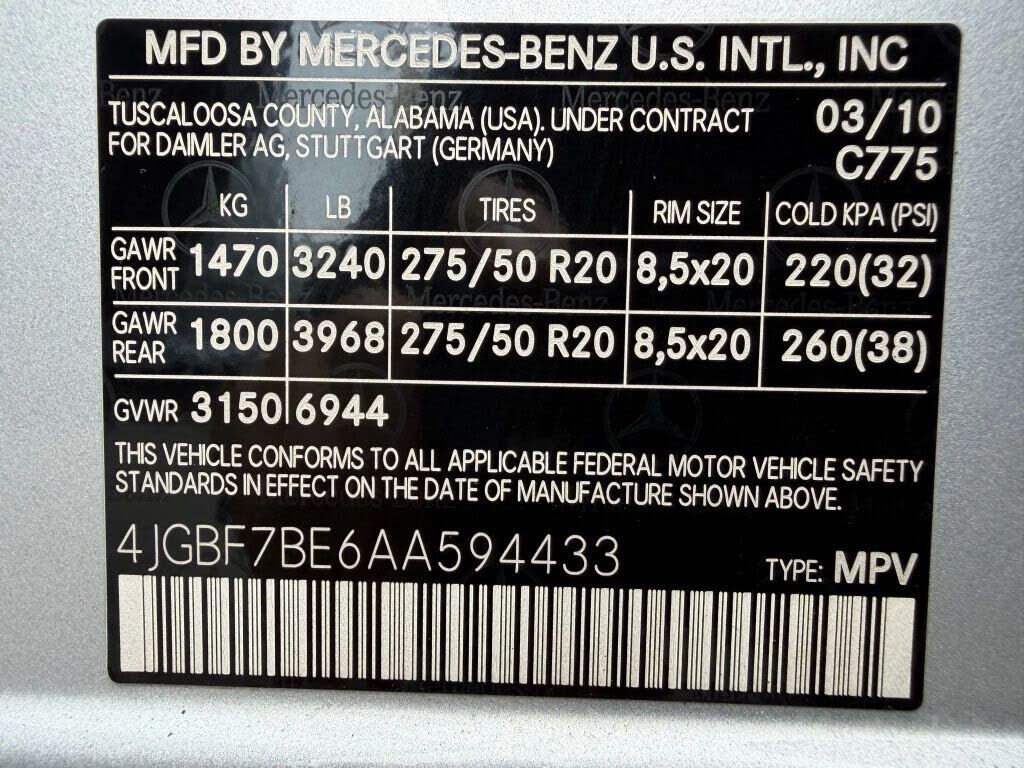 MFD BY MERCEDES-BENZ U.S. INTL., INC
TUSCALOOSA COUNTY, ALABAMA (USA). UNDER CONTRACT 03/10
FOR DAIMLER AG, STUTTGART (GERMANY) C775
KG LB TIRES RIM SIZE COLD KPA (PSI)
GAWR FRONT 1470 3240 275/50 R20 8,5x20 220(32)
GAWR REAR 1800 3968 275/50 R20 8,5x20 260(38)
GVWR 3150 6944
THIS VEHICLE CONFORMS TO ALL APPLICABLE FEDERAL MOTOR VEHICLE SAFETY
STANDARDS IN EFFECT ON THE DATE OF MANUFACTURE SHOWN ABOVE.
4JGBF7BE6AA594433
TYPE: MPV